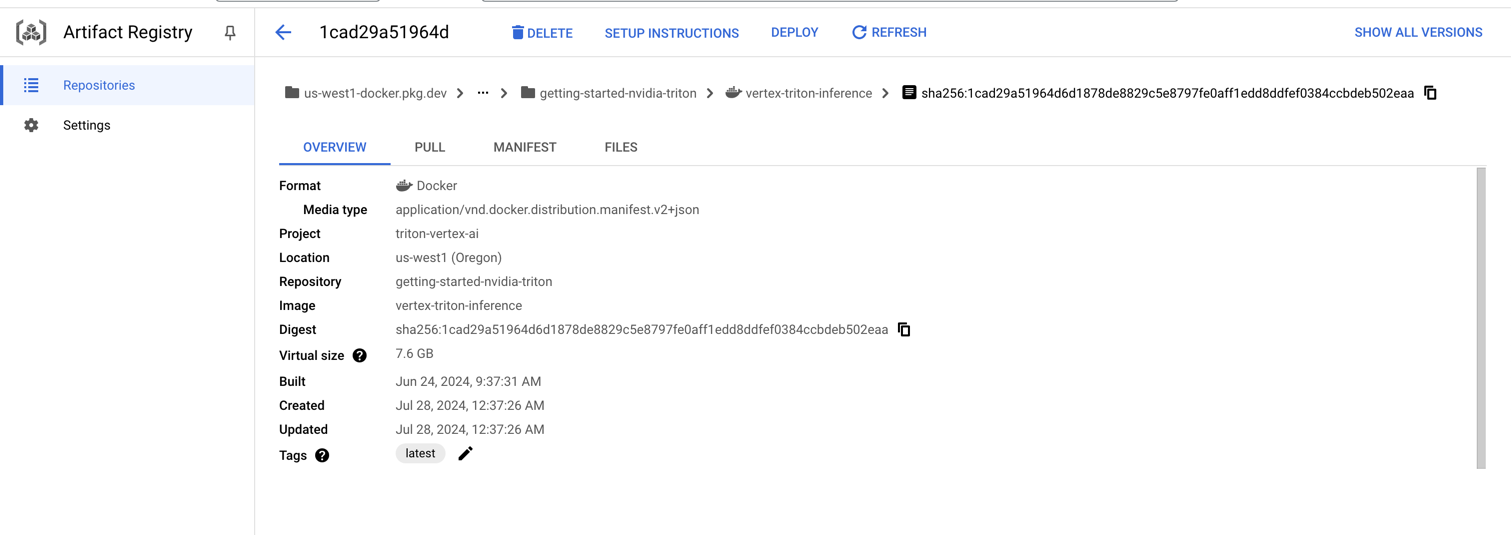 Artifact Registry
1cad29a51964d
DELETE
SETUP INSTRUCTIONS
DEPLOY
REFRESH
SHOW ALL VERSIONS
Repositories
Settings
us-west1-docker.pkg.dev > ... > getting-started-nvidia-triton > vertex-triton-inference > sha256:1cad29a51964d6d1878de8829c5e8797fe0aff1edd8ddfef0384ccbdeb502eaa
OVERVIEW PULL MANIFEST FILES
Format Docker
Media type application/vnd.docker.distribution.manifest.v2+json
Project triton-vertex-ai
Location us-west1 (Oregon)
Repository getting-started-nvidia-triton
Image vertex-triton-inference
Digest sha256:1cad29a51964d6d1878de8829c5e8797fe0aff1edd8ddfef0384ccbdeb502eaa
Virtual size ? 7.6 GB
Built Jun 24, 2024, 9:37:31 AM
Created Jul 28, 2024, 12:37:26 AM
Updated Jul 28, 2024, 12:37:26 AM
Tags ? latest